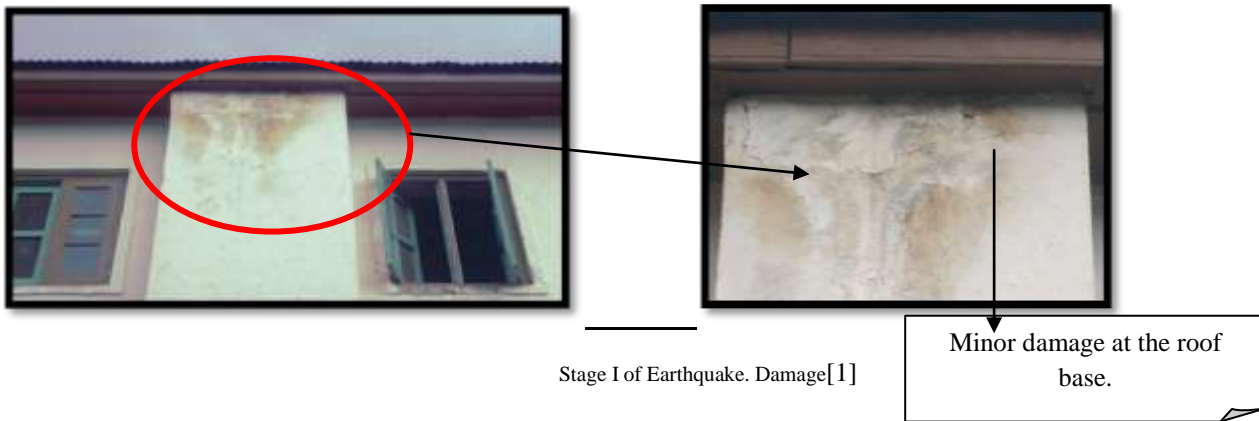 Minor damage at the roof
base.
Stage I of Earthquake. Damage[1]